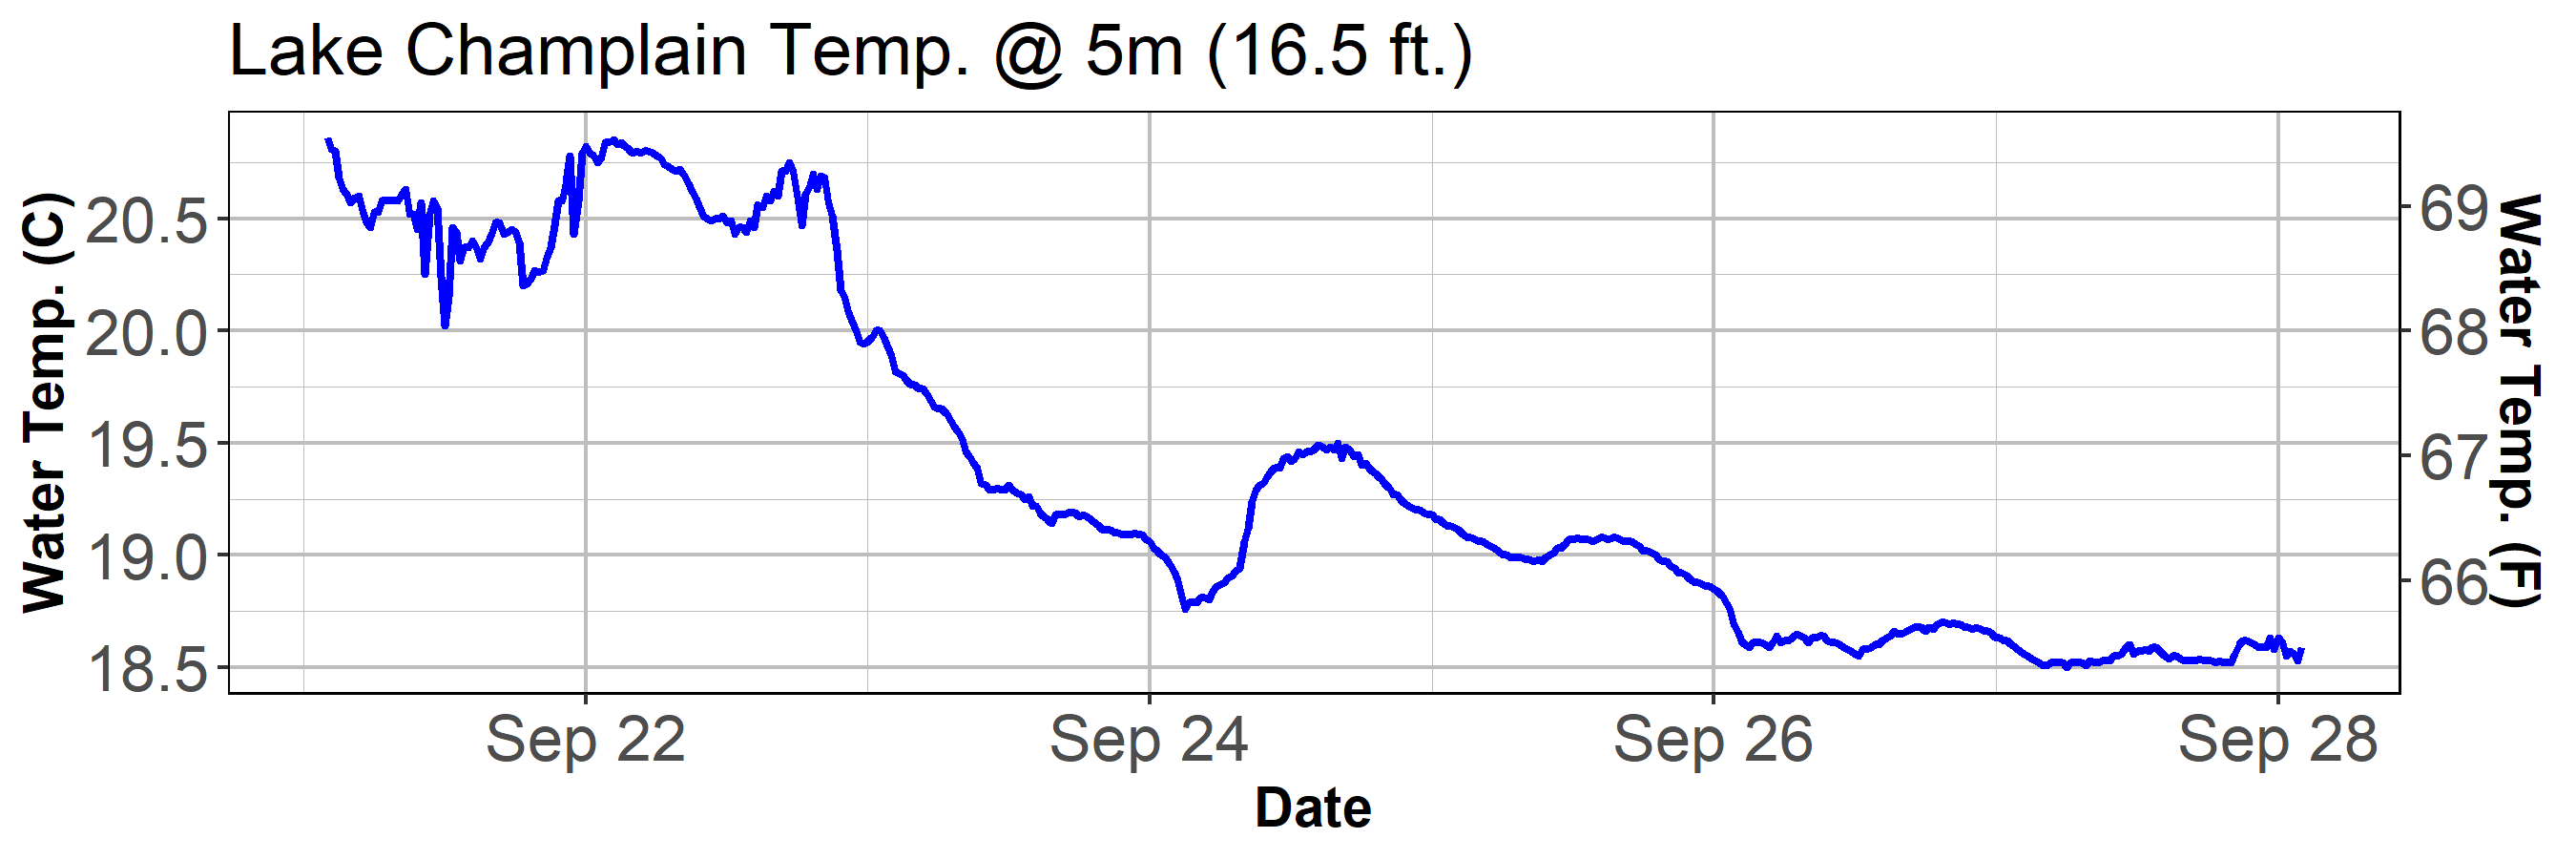 Lake Champlain Temp. @ 5m (16.5 ft.)
Water Temp. (C)
20.5
20.0
19.5
19.0
18.5
69
68
67
66
Water Temp. (F)
Sep 22 Sep 24 Sep 26 Sep 28
Date